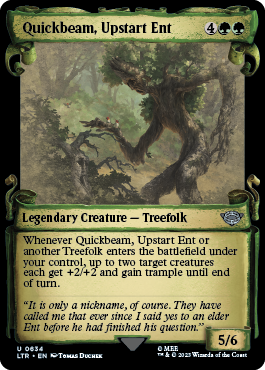 Quickbeam, Upstart Ent 4
Legendary Creature — Treefolk
Whenever Quickbeam, Upstart Ent or
another Treefolk enters the battlefield under
your control, up to two target creatures
each get +2/+2 and gain trample until end
of turn.
“It is only a nickname, of course. They have
called me that ever since I said yes to an elder
Ent before he had finished his question.”
5/6
U 0634
LTR • EN Tomas Duchek
© MEE
™ & © 2023 Wizards of the Coast